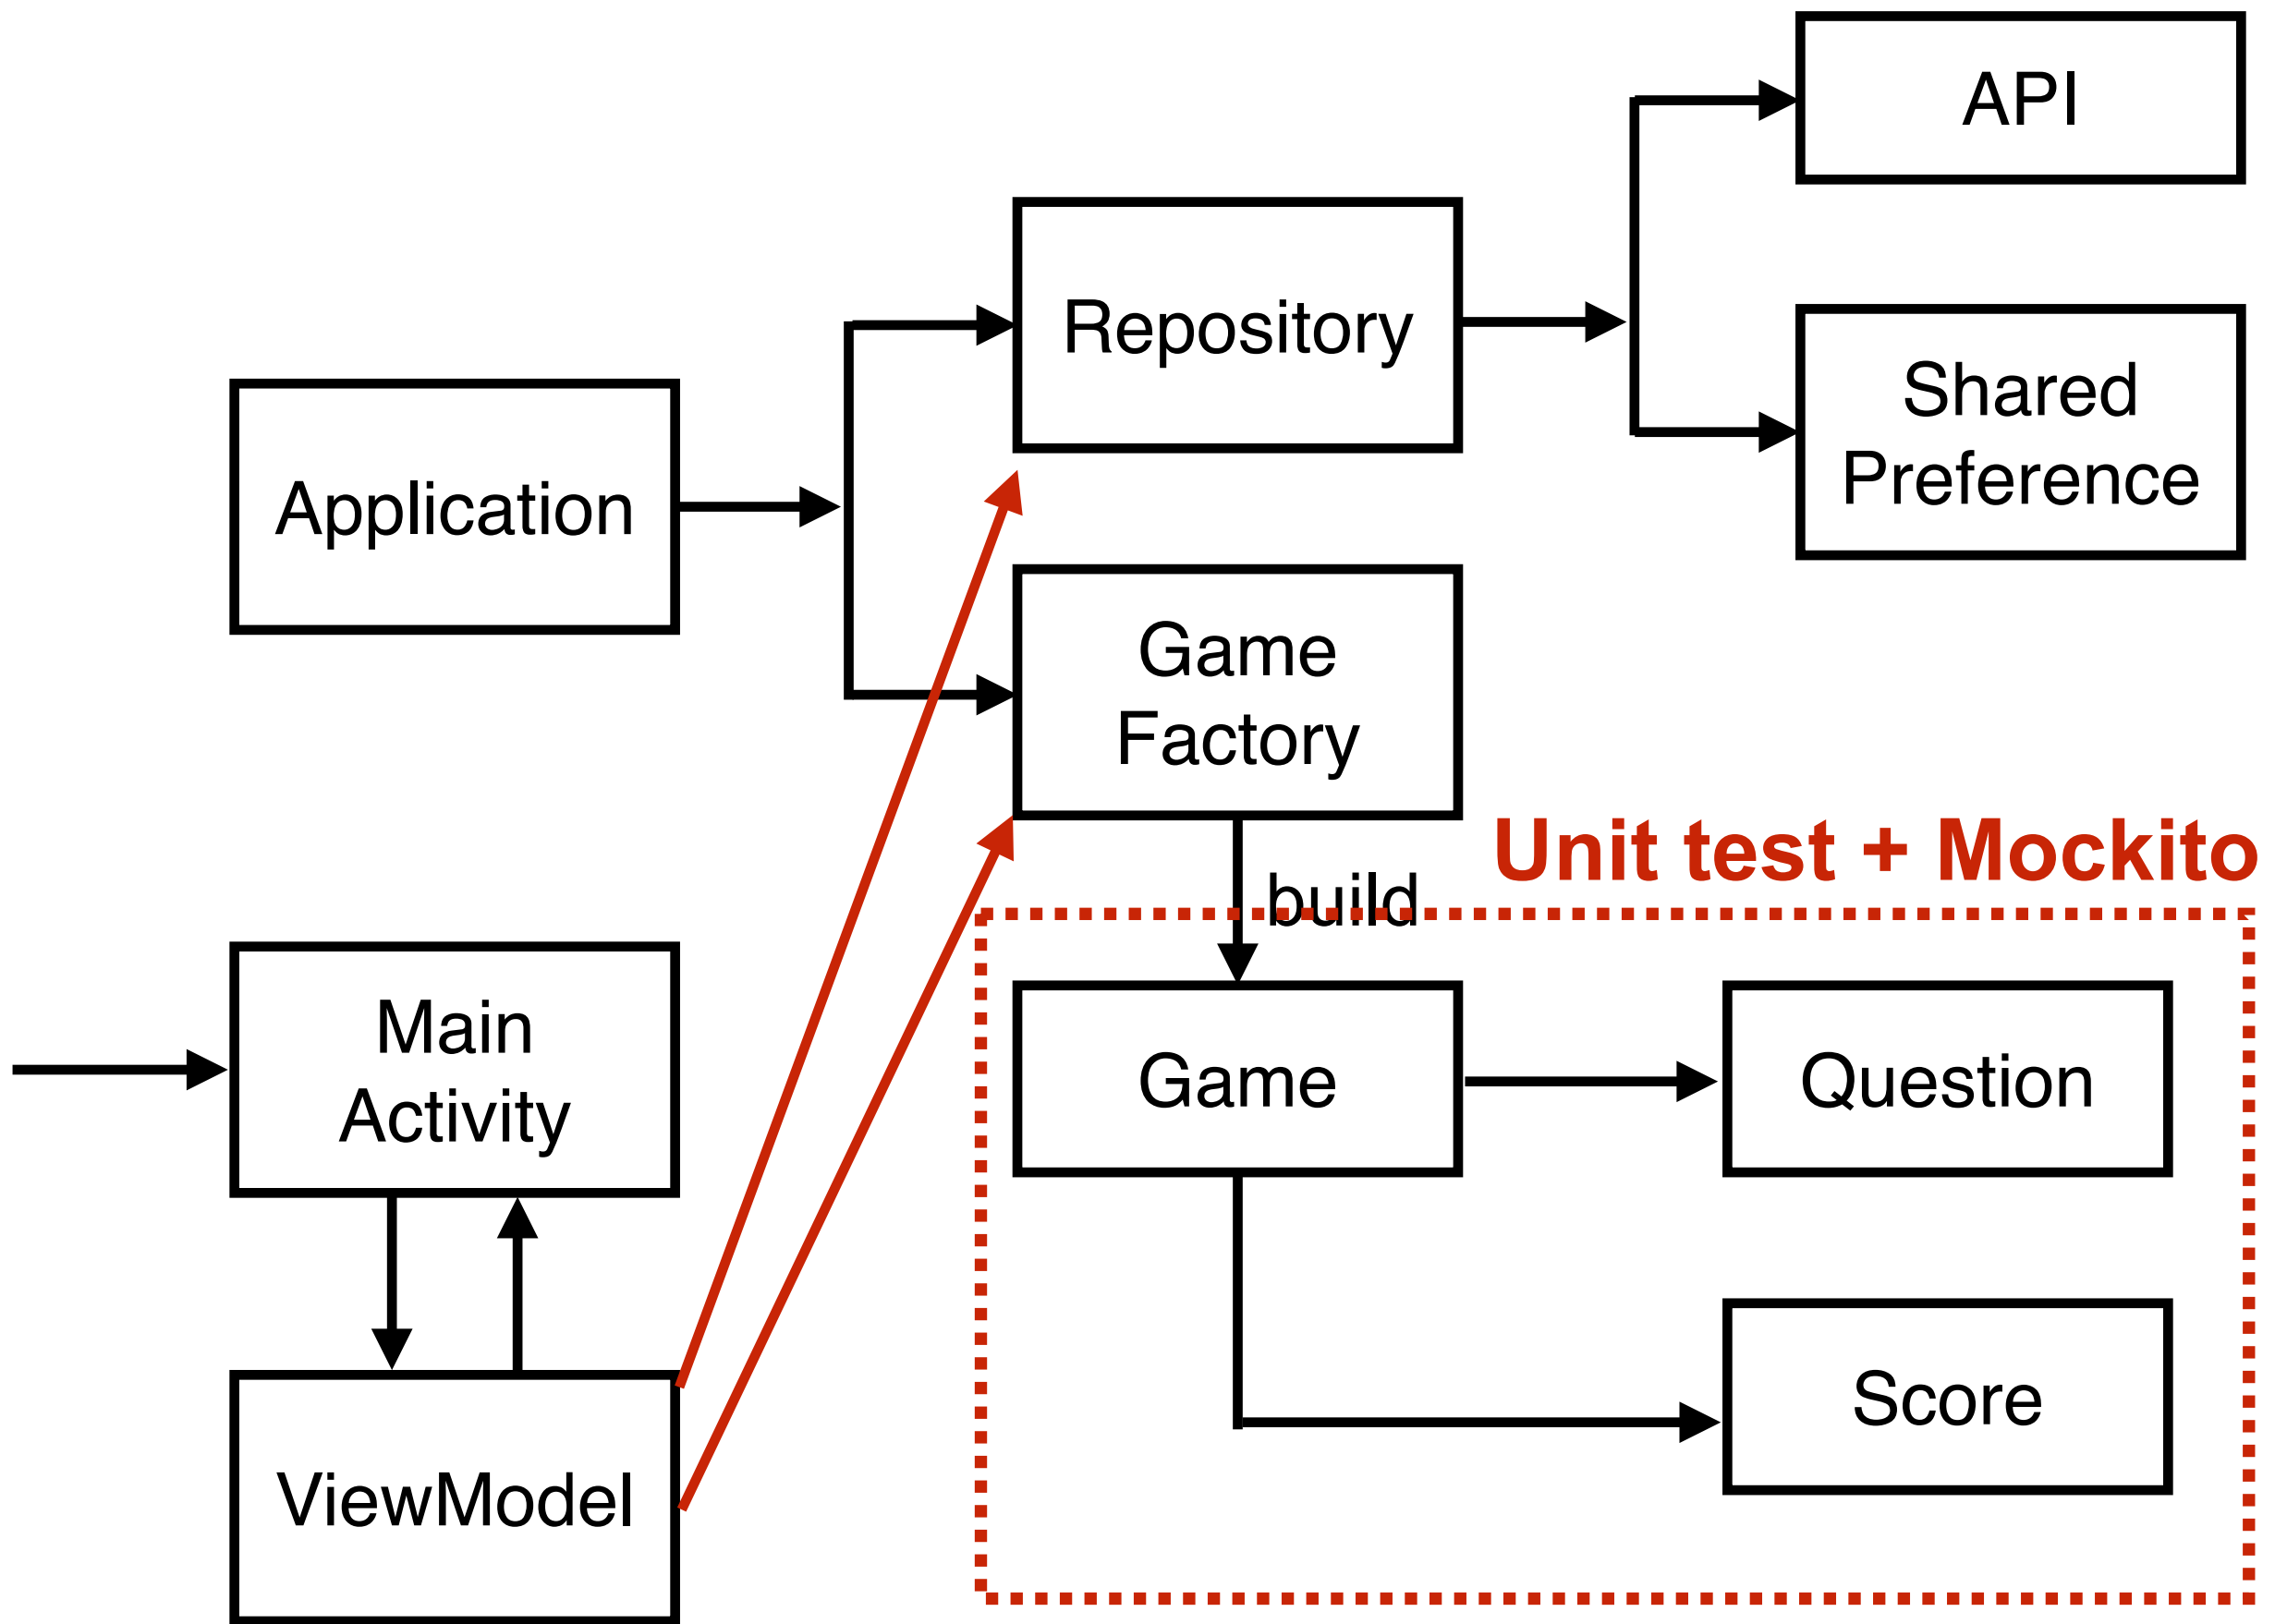 API
Repository
Shared
Preference
Application
Game
Factory
Unit test + Mockito
build
Main
Activity
Game
Question
Score
ViewModel